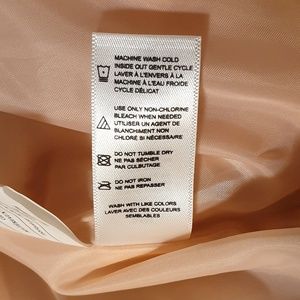 MACHINE WASH COLD
INSIDE OUT GENTLE CYCLE
LAVER À L'ENVERS À LA
MACHINE À L'EAU FROIDE
CYCLE DÉLICAT
USE ONLY NON-CHLORINE
BLEACH WHEN NEEDED
UTILISER UN AGENT DE
BLANCHIMENT NON
CHLORÉ SI NÉCESSAIRE
DO NOT TUMBLE DRY
NE PAS SÉCHER
PAR CULBUTAGE
DO NOT IRON
NE PAS REPASSER
WASH WITH LIKE COLORS
LAVER AVEC DES COULEURS
SEMBLABLES